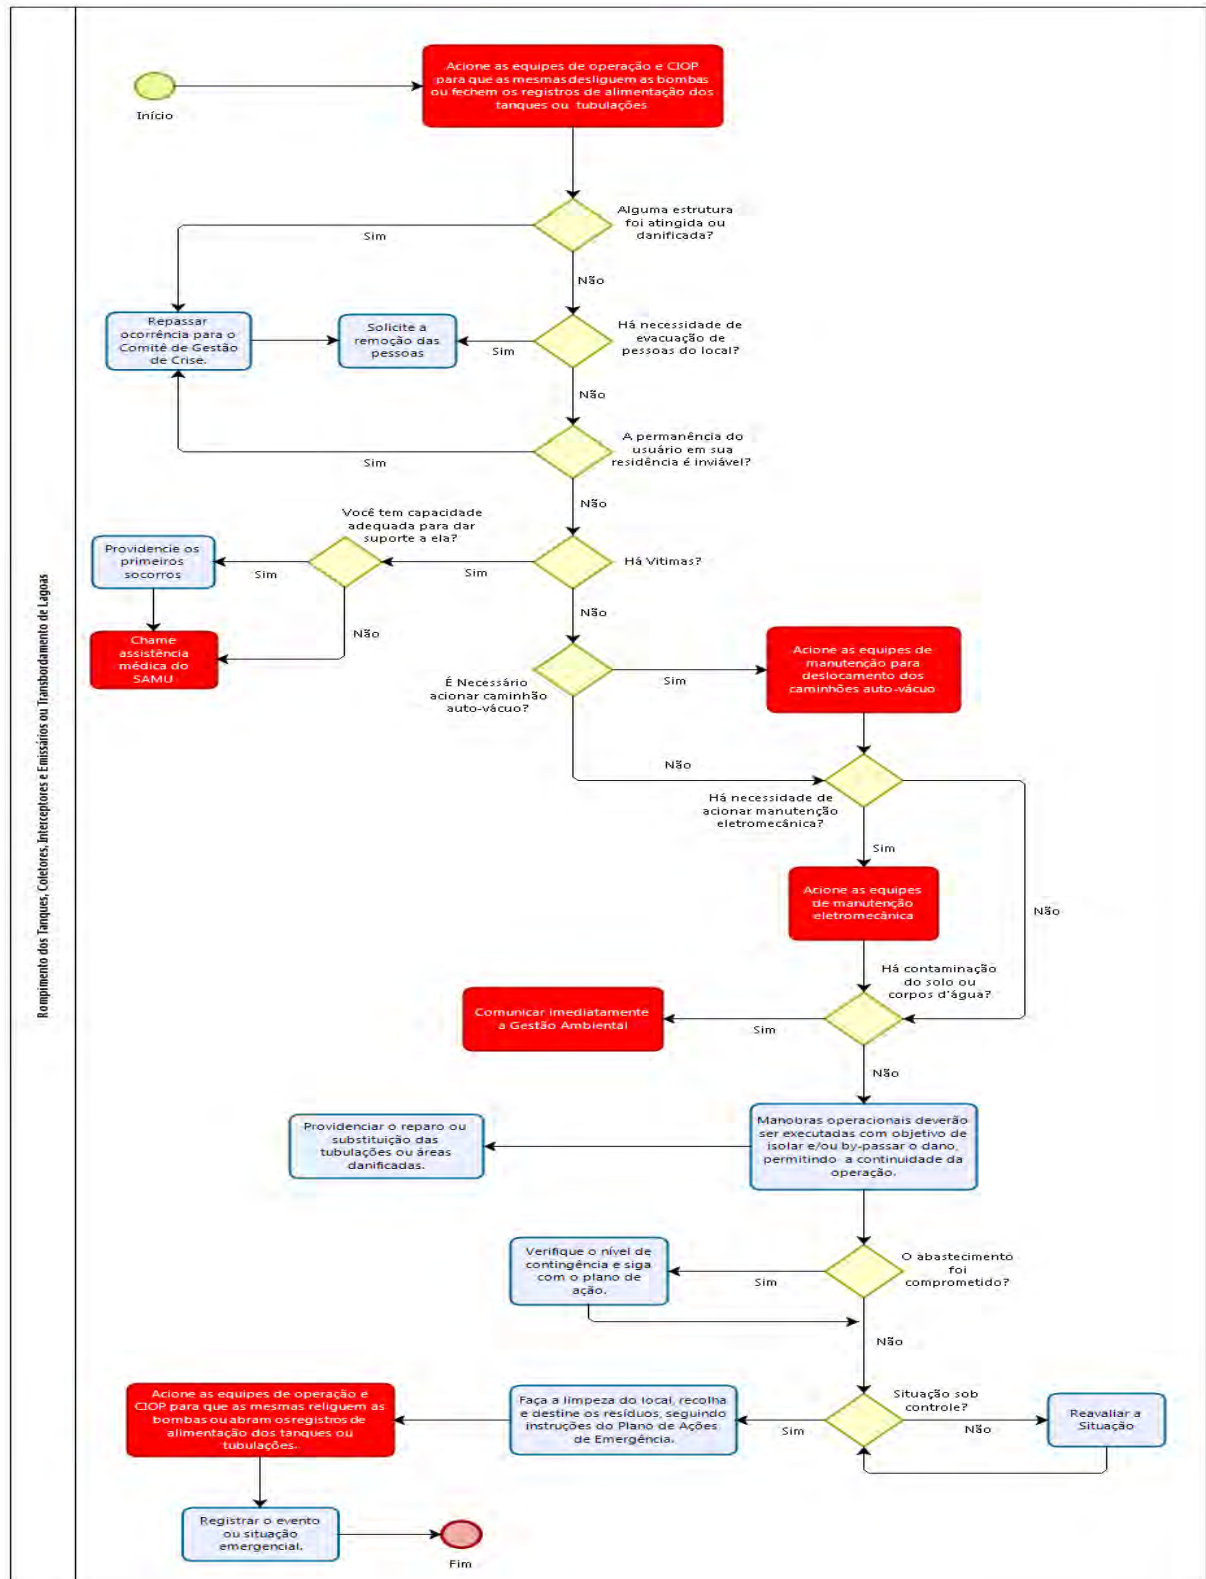 Rompimento dos Tanques, Coletores, Interceptores e Emissários ou Transbordamento de Lagoas
Início
Acione as equipes de operação e CIOP
para que as mesmas desliguem as bombas
ou fechem os registros de alimentação dos
tanques ou tubulações
Alguma estrutura
foi atingida ou
danificada?
Sim
Não
Repassar
ocorrência para o
Comitê de Gestão
de Crise.
Solicite a
remoção das
pessoas
Sim
Há necessidade de
evacuação de
pessoas do local?
Não
A permanência do
usuário em sua
residência é inviável?
Sim
Não
Você tem capacidade
adequada para dar
suporte a ela?
Providencie os
primeiros
socorros
Sim
Sim
Há Vitimas?
Não
Não
Chame
assistência
médica do
SAMU
É Necessário
acionar caminhão
auto-vácuo?
Sim
Acione as equipes de
manutenção para
deslocamento dos
caminhões auto-vácuo
Não
Há necessidade de
acionar manutenção
eletromecânica?
Sim
Não
Acione as equipes
de manutenção
eletromecânica
Há contaminação
do solo ou
corpos d'água?
Comunicar imediatamente
a Gestão Ambiental
Sim
Não
Providenciar o reparo ou
substituição das
tubulações ou áreas
danificadas.
Manobras operacionais deverão
ser executadas com objetivo de
isolar e/ou by-passar o dano,
permitindo a continuidade da
operação.
Verifique o nível de
contingência e siga
com o plano de
ação.
Sim
O abastecimento
foi
comprometido?
Não
Acione as equipes de operação e
CIOP para que as mesmas religuem as
bombas ou abram os registros de
alimentação dos tanques ou
tubulações.
Faça a limpeza do local, recolha
e destine os resíduos, seguindo
instruções do Plano de Ações
de Emergência.
Sim
Situação sob
controle?
Não
Reavaliar a
Situação
Registrar o evento
ou situação
emergencial.
Fim